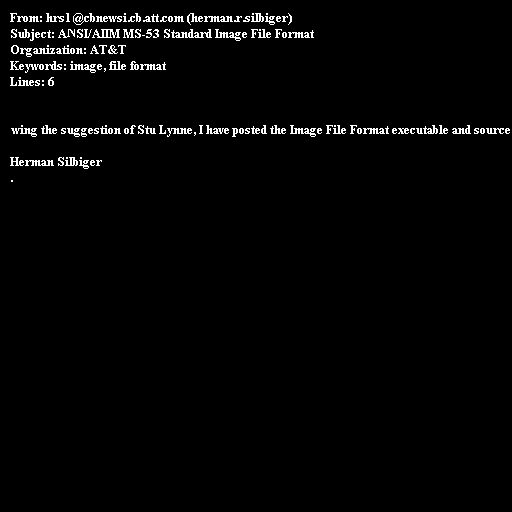 From: hrs1@cbnewsi.cb.att.com (herman.r.silbiger)
Subject: ANSI/AIIM MS-53 Standard Image File Format
Organization: AT&T
Keywords: image, file format
Lines: 6
wing the suggestion of Stu Lynne, I have posted the Image File Format executable and source
Herman Silbiger
.